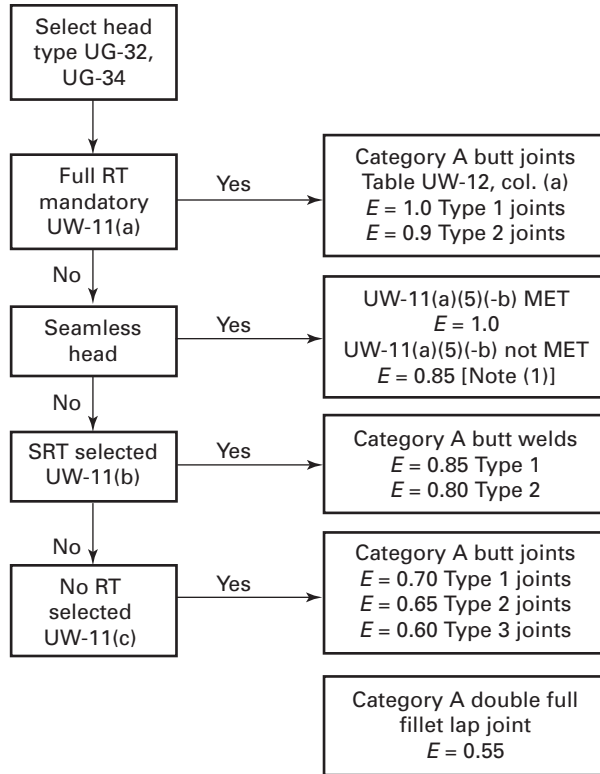 Select head
type UG-32,
UG-34
Full RT
mandatory
UW-11(a)
Yes
Category A butt joints
Table UW-12, col. (a)
E = 1.0 Type 1 joints
E = 0.9 Type 2 joints
No
Seamless
head
Yes
UW-11(a)(5)(-b) MET
E = 1.0
UW-11(a)(5)(-b) not MET
E = 0.85 [Note (1)]
No
SRT selected
UW-11(b)
Yes
Category A butt welds
E = 0.85 Type 1
E = 0.80 Type 2
No
No RT
selected
UW-11(c)
Yes
Category A butt joints
E = 0.70 Type 1 joints
E = 0.65 Type 2 joints
E = 0.60 Type 3 joints
Category A double full
fillet lap joint
E = 0.55